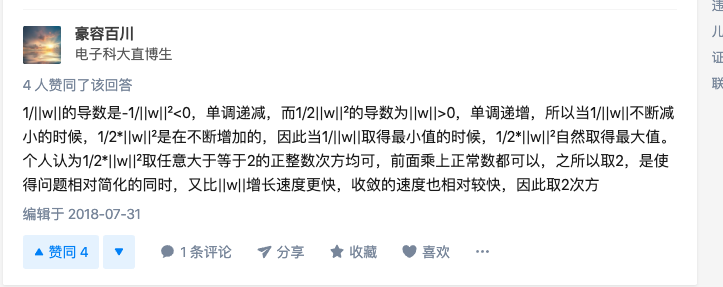 豪容百川
电子科大直博生
4 人赞同了该回答
1/||w||的导数是-1/||w||²<0，单调递减，而1/2||w||²的导数为||w||>0，单调递增，所以当1/||w||不断减
小的时候，1/2*||w||²是在不断增加的，因此当1/||w||取得最小值的时候，1/2*||w||²自然取得最大值。
个人认为1/2*||w||²取任意大于等于2的正整数次方均可，前面乘上正常数都可以，之所以取2，是使
得问题相对简化的同时，又比||w||增长速度更快，收敛的速度也相对较快，因此取2次方
编辑于 2018-07-31
赞同 4
1 条评论
分享
收藏
喜欢
儿
证
联